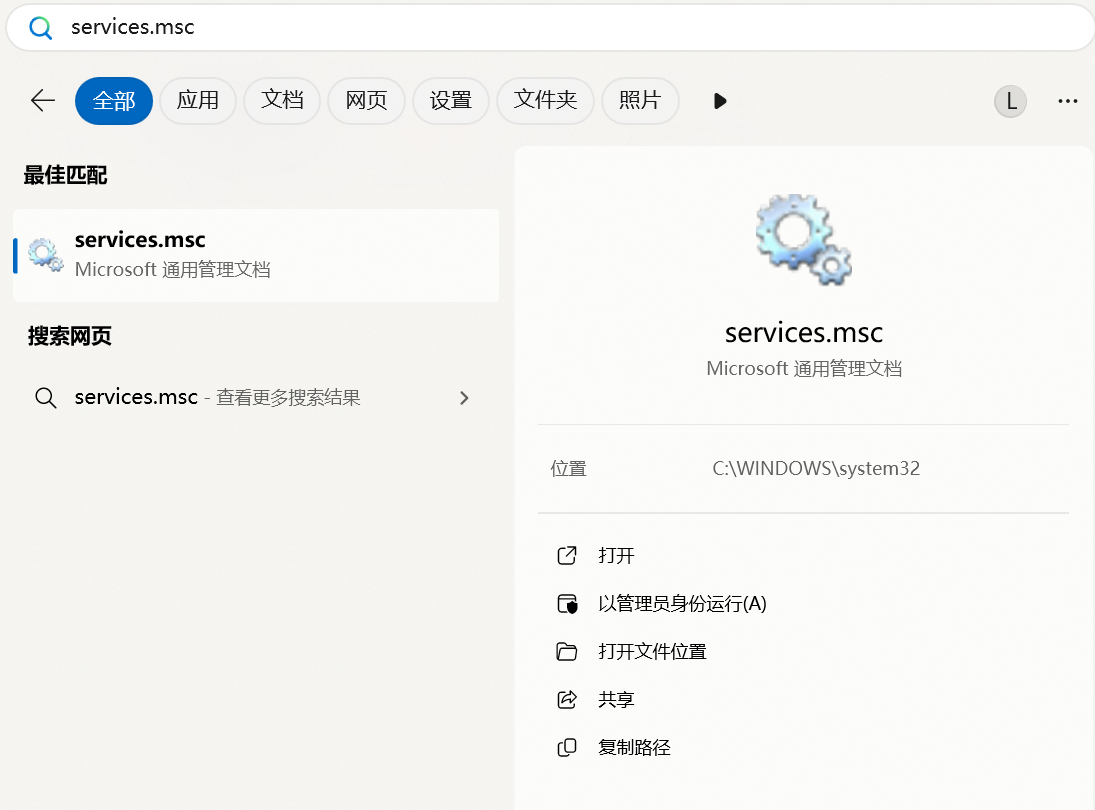 services.msc
全部
应用
文档
网页
设置
文件夹
照片
L
最佳匹配
services.msc
Microsoft 通用管理文档
搜索网页
services.msc - 查看更多搜索结果
services.msc
Microsoft 通用管理文档
位置 C:\WINDOWS\system32
打开
以管理员身份运行(A)
打开文件位置
共享
复制路径